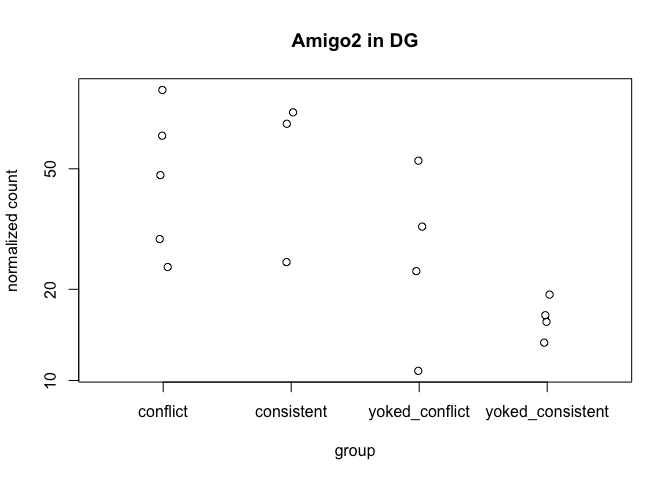 Amigo2 in DG
normalized count
50
20
10
conflict
consistent
yoked_conflict
yoked_consistent
group